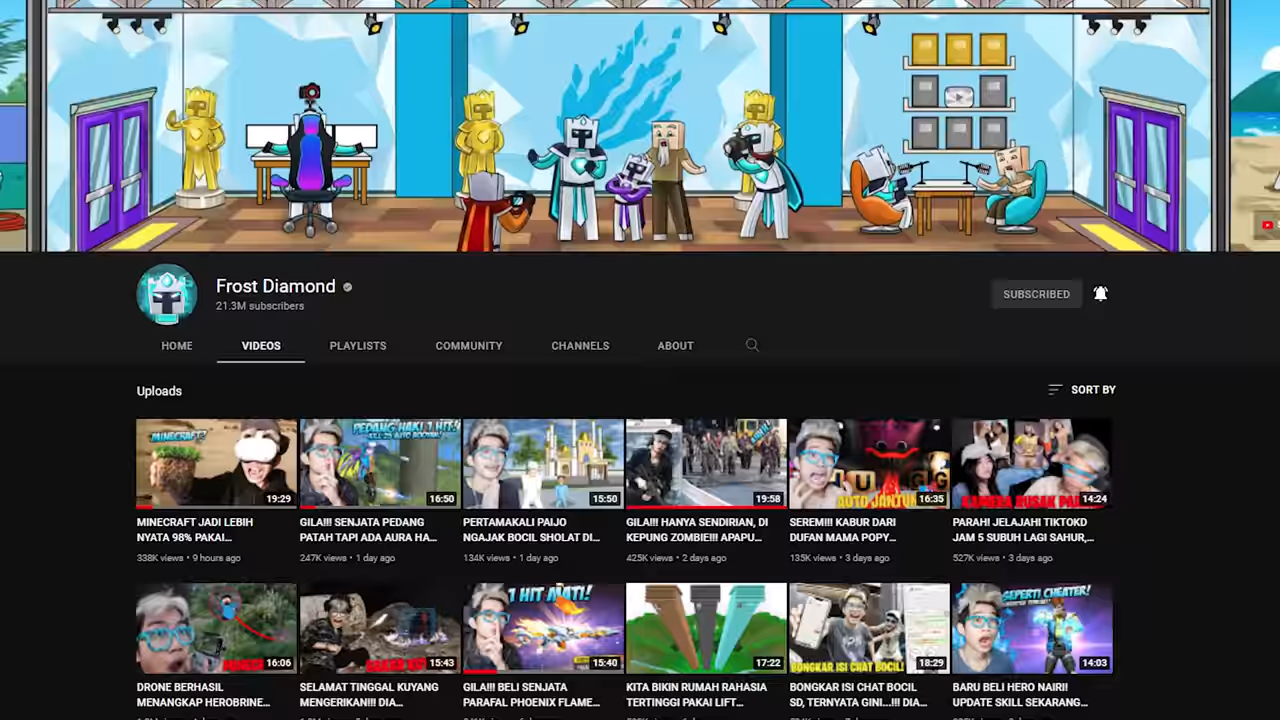 Frost Diamond
21.3M subscribers
SUBSCRIBED
HOME
VIDEOS
PLAYLISTS
COMMUNITY
CHANNELS
ABOUT
Uploads
SORT BY
MINECRAFT?
19:29
PEDANG HAKI 1 HIT!
16:50
15:50
19:58
16:35
14:24
MINECRAFT JADI LEBIH
NYATA 98% PAKAI...
338K views • 9 hours ago
GILA!!! SENJATA PEDANG
PATAH TAPI ADA AURA HA...
247K views • 1 day ago
PERTAMAKALI PAIJO
NGAJAK BOCIL SHOLAT DI...
134K views • 1 day ago
GILA!!! HANYA SENDIRIAN, DI
KEPUNG ZOMBIE!!! APAPU...
425K views • 2 days ago
SEREM!!! KABUR DARI
DUFAN MAMA POPY...
135K views • 3 days ago
PARAH! JELAJAHI TIKTOKD
JAM 5 SUBUH LAGI SAHUR,...
527K views • 3 days ago
16:06
15:43
1 HIT MATI!
15:40
17:22
BONGKAR ISI CHAT BOCIL!
18:29
SEPERTI CHEATER!
14:03
DRONE BERHASIL
MENANGKAP HEROBRINE...
SELAMAT TINGGAL KUYANG
MENGERIKAN!!! DIA...
GILA!!! BELI SENJATA
PARAFAL PHOENIX FLAME...
KITA BIKIN RUMAH RAHASIA
TERTINGGI PAKAI LIFT...
BONGKAR ISI CHAT BOCIL
SD, TERNYATA GINI...!!! DIA...
BARU BELI HERO NAIRI!
UPDATE SKILL SEKARANG...